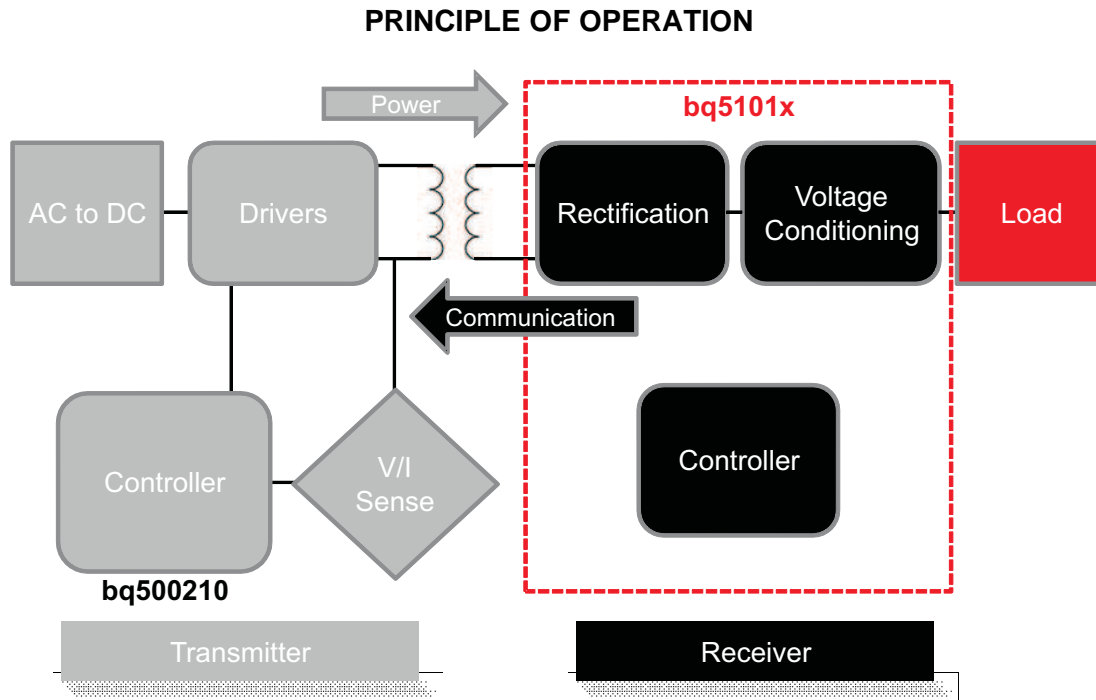 PRINCIPLE OF OPERATION
Power
bq5101x
AC to DC
Drivers
Rectification
Voltage
Conditioning
Load
Communication
Controller
V/I
Sense
Controller
bq500210
Transmitter
Receiver